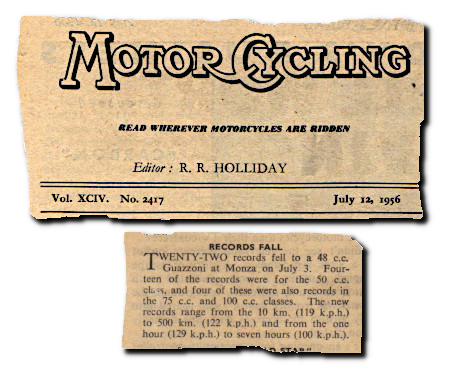 MOTOR CYCLING
READ WHEREVER MOTORCYCLES ARE RIDDEN
Editor : R. R. HOLLIDAY
Vol. XCIV. No. 2417 July 12, 1956
RECORDS FALL
TWENTY-TWO records fell to a 48 c.c.
Guazzoni at Monza on July 3. Four-
teen of the records were for the 50 c.c.
class, and four of these were also records in
the 75 c.c. and 100 c.c. classes. The new
records range from the 10 km. (119 k.p.h.)
to 500 km. (122 k.p.h.) and from the one
hour (129 k.p.h.) to seven hours (100 k.p.h.).